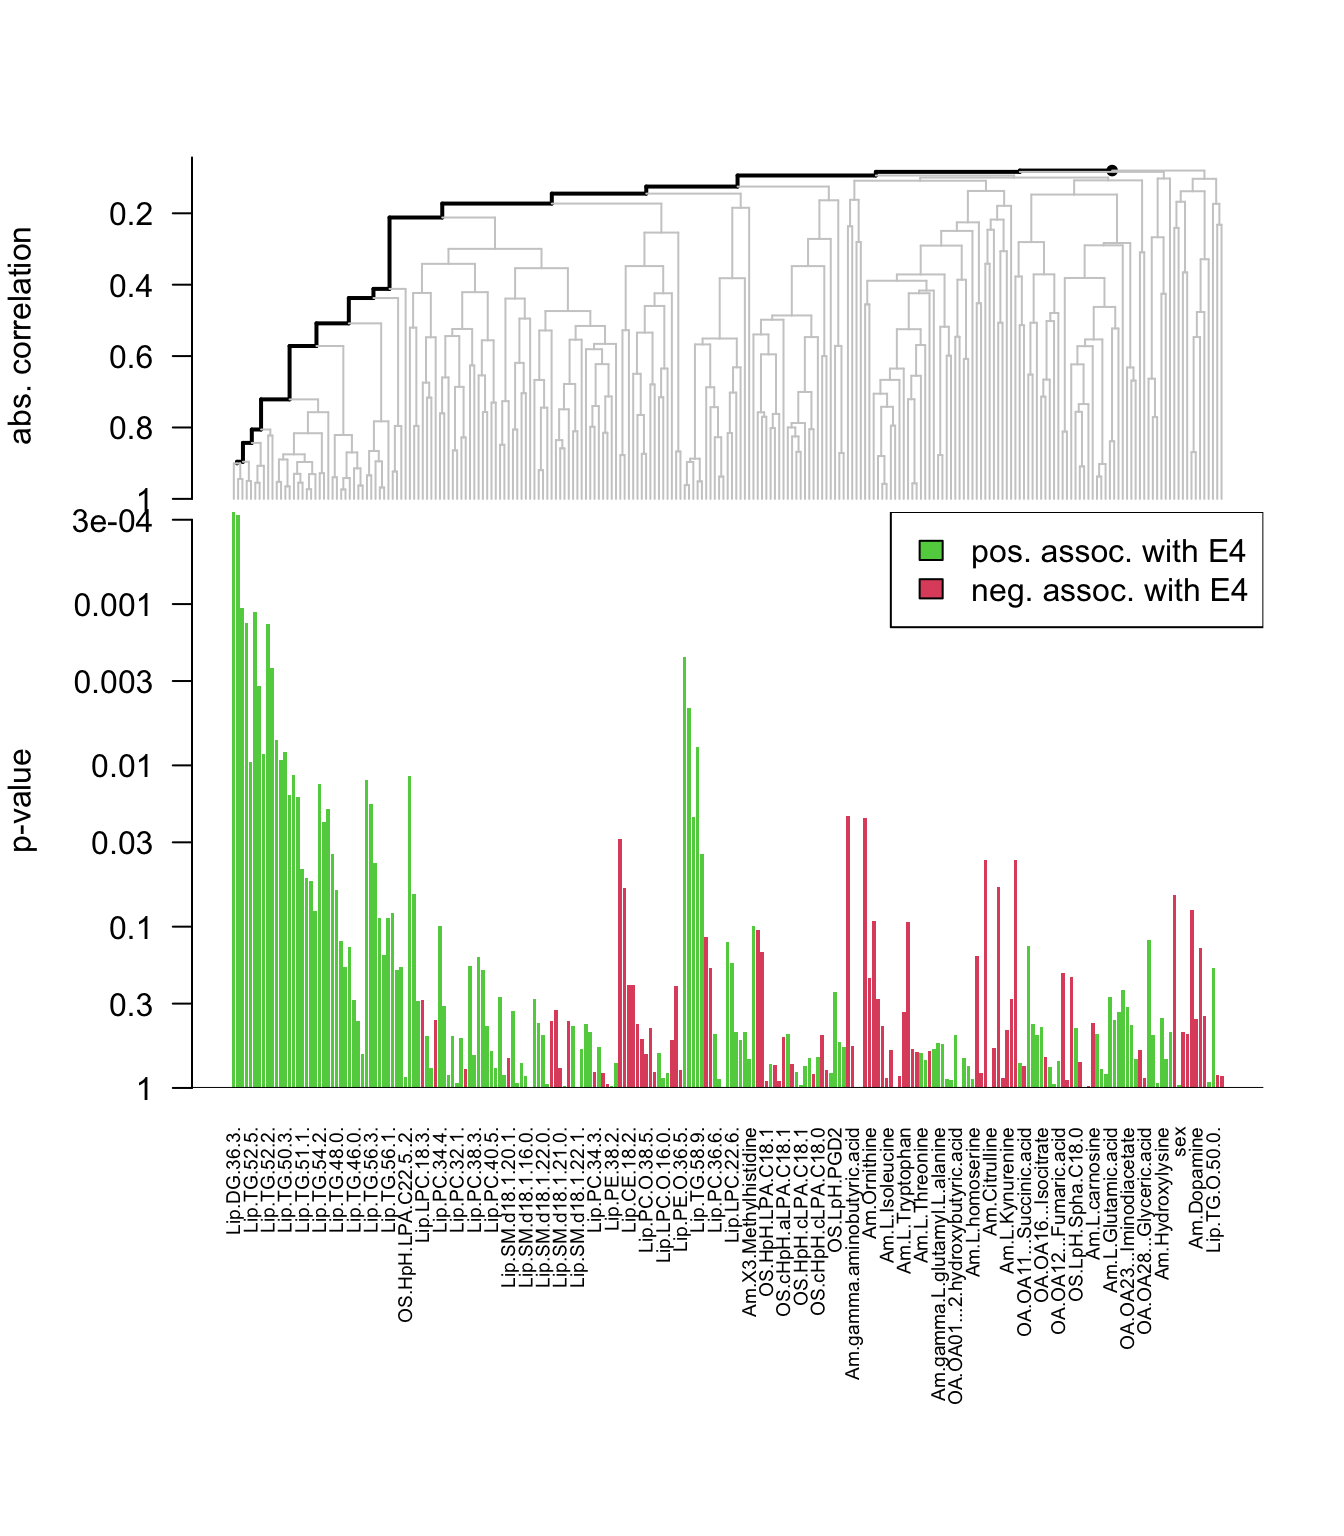 abs. correlation
0.2
0.4
0.6
0.8
1
p-value
3e-04
0.001
0.003
0.01
0.03
0.1
0.3
1
pos. assoc. with E4
neg. assoc. with E4
Lip.DG.36.3.
Lip.TG.52.5.
Lip.TG.52.2.
Lip.TG.50.3.
Lip.TG.51.1.
Lip.TG.54.2.
Lip.TG.48.0.
Lip.TG.46.0.
Lip.TG.56.3.
Lip.TG.56.1.
OS.HpH.LPA.C22.5..2.
Lip.LPC.18.3.
Lip.PC.34.4.
Lip.PC.32.1.
Lip.PC.38.3.
Lip.PC.40.5.
Lip.SM.d18.1.20.1.
Lip.SM.d18.1.16.0.
Lip.SM.d18.1.22.0.
Lip.SM.d18.1.21.0.
Lip.SM.d18.1.22.1.
Lip.PC.34.3.
Lip.PE.38.2.
Lip.CE.18.2.
Lip.PC.O.38.5.
Lip.LPC.O.16.0.
Lip.PE.O.36.5.
Lip.TG.58.9.
Lip.PC.36.6.
Lip.LPC.22.6.
Am.X3.Methylhistidine
OS.HpH.LPA.C18.1
OS.cHpH.aLPA.C18.1
OS.HpH.cLPA.C18.1
OS.cHpH.cLPA.C18.0
OS.LpH.PGD2
Am.gamma.aminobutyric.acid
Am.Ornithine
Am.L.Isoleucine
Am.L.Tryptophan
Am.L.Threonine
Am.gamma.L.glutamyl.L.alanine
OA.OA01...2.hydroxybutyric.acid
Am.L.homoserine
Am.Citrulline
Am.L.Kynurenine
OA.OA11...Succinic.acid
OA.OA16...Isocitrate
OA.OA12...Fumaric.acid
OS.LpH.Spha.C18.0
Am.L.carnosine
Am.L.Glutamic.acid
OA.OA23...Iminodiacetate
OA.OA28...Glyceric.acid
Am.Hydroxylysine
sex
Am.Dopamine
Lip.TG.O.50.0.